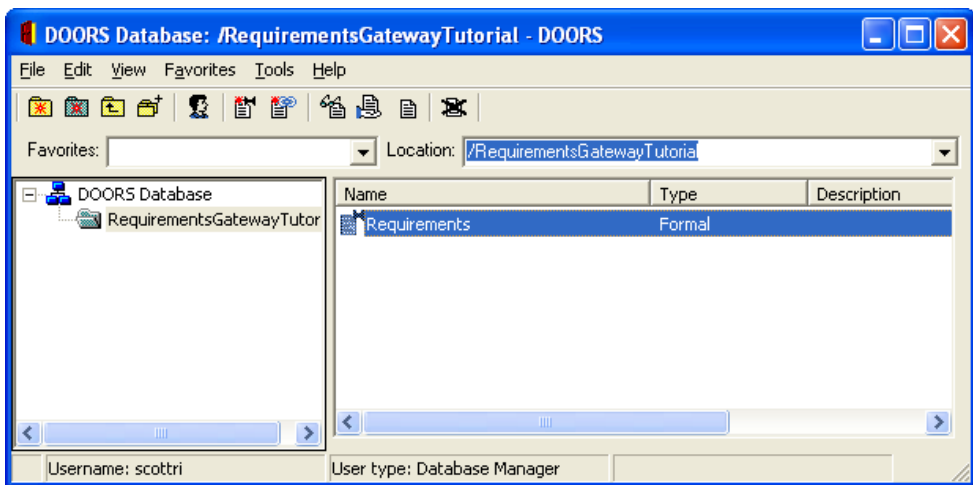 DOORS Database: /RequirementsGatewayTutorial - DOORS
File Edit View Favorites Tools Help
Favorites: Location: /RequirementsGatewayTutorial
DOORS Database
RequirementsGatewayTutor
Name Type Description
Requirements Formal
Username: scottri User type: Database Manager